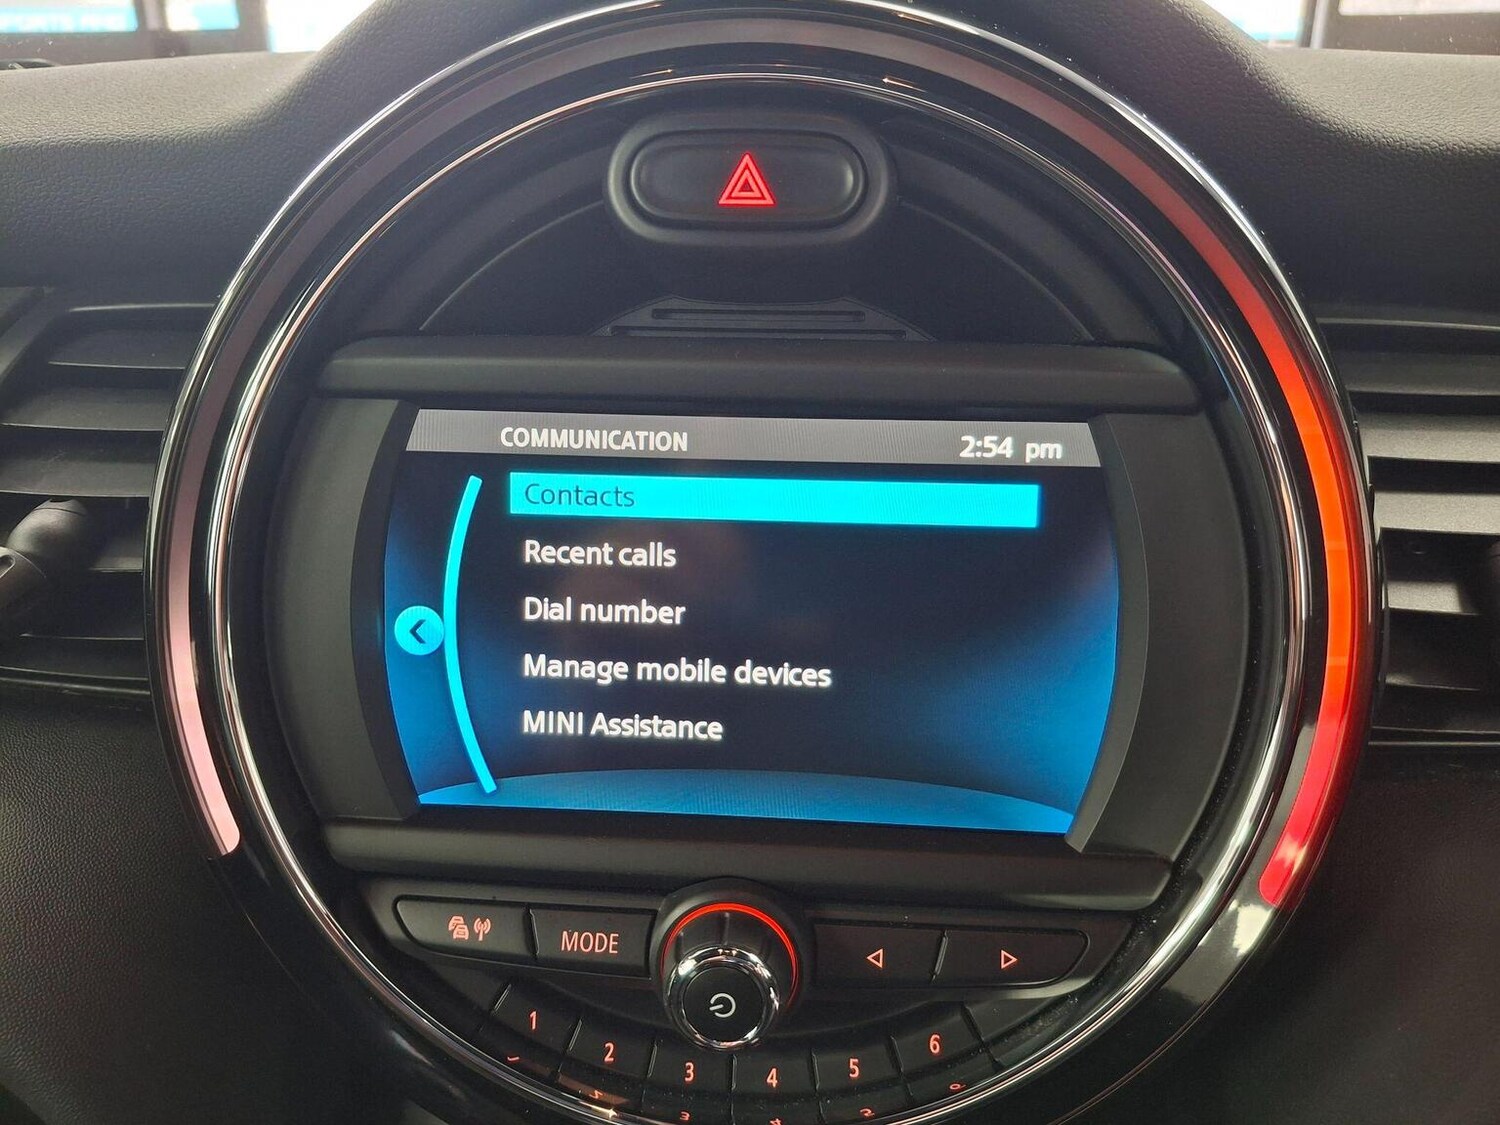 COMMUNICATION 2:54 pm
Contacts
Recent calls
Dial number
Manage mobile devices
MINI Assistance
MODE
1 2 3 4 5 6